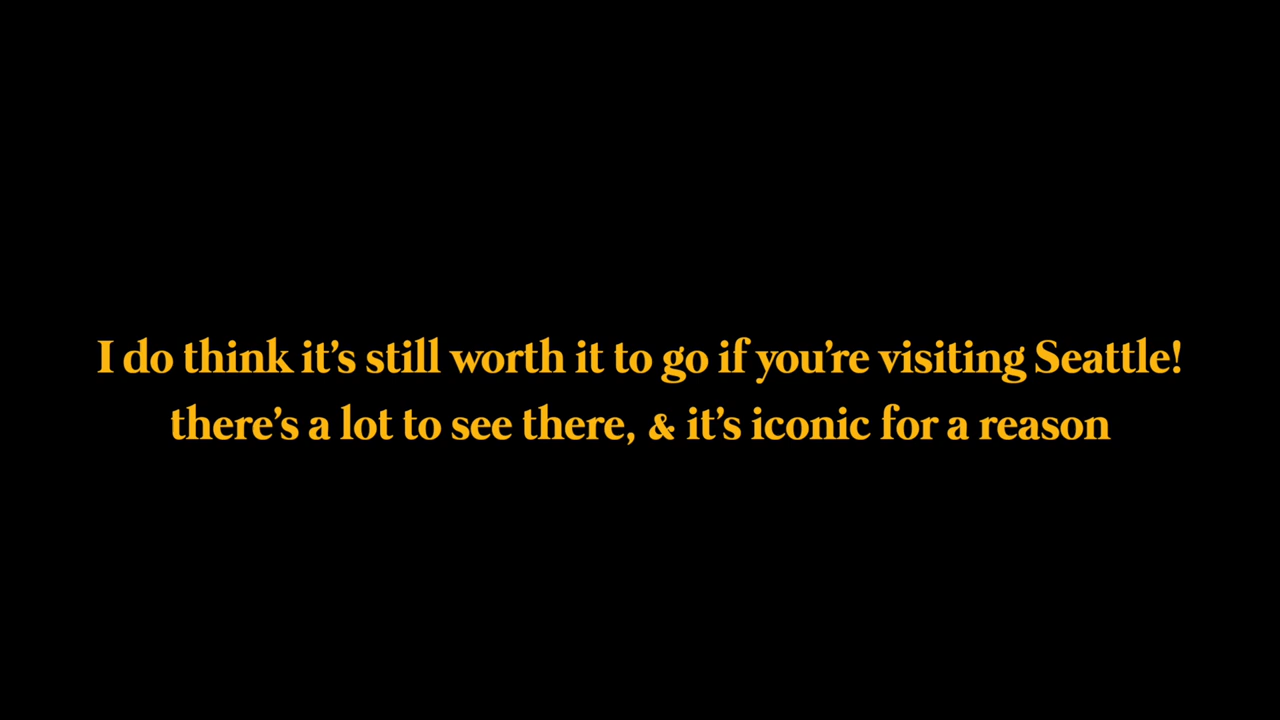 I do think it’s still worth it to go if you’re visiting Seattle!
there’s a lot to see there, & it’s iconic for a reason